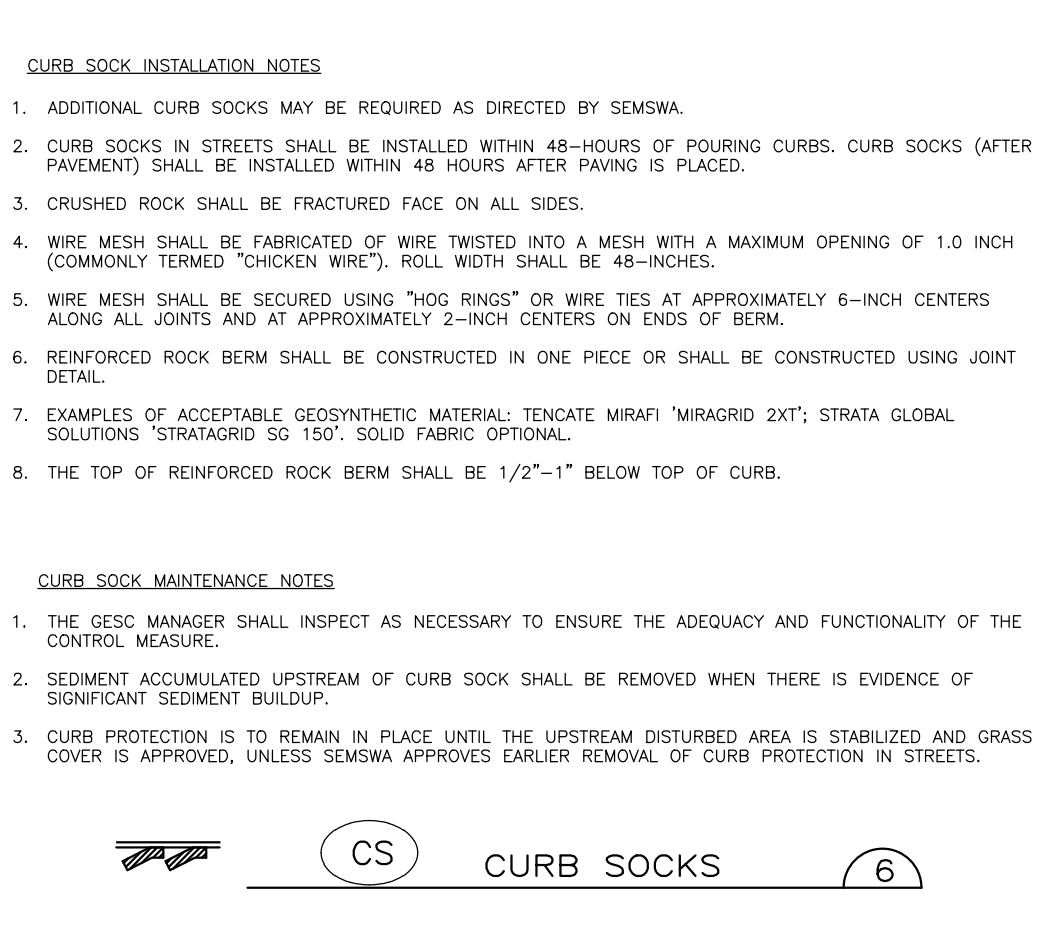 CURB SOCK INSTALLATION NOTES
1. ADDITIONAL CURB SOCKS MAY BE REQUIRED AS DIRECTED BY SEMSWA.
2. CURB SOCKS IN STREETS SHALL BE INSTALLED WITHIN 48-HOURS OF POURING CURBS. CURB SOCKS (AFTER
PAVEMENT) SHALL BE INSTALLED WITHIN 48 HOURS AFTER PAVING IS PLACED.
3. CRUSHED ROCK SHALL BE FRACTURED FACE ON ALL SIDES.
4. WIRE MESH SHALL BE FABRICATED OF WIRE TWISTED INTO A MESH WITH A MAXIMUM OPENING OF 1.0 INCH
(COMMONLY TERMED "CHICKEN WIRE"). ROLL WIDTH SHALL BE 48-INCHES.
5. WIRE MESH SHALL BE SECURED USING "HOG RINGS" OR WIRE TIES AT APPROXIMATELY 6-INCH CENTERS
ALONG ALL JOINTS AND AT APPROXIMATELY 2-INCH CENTERS ON ENDS OF BERM.
6. REINFORCED ROCK BERM SHALL BE CONSTRUCTED IN ONE PIECE OR SHALL BE CONSTRUCTED USING JOINT
DETAIL.
7. EXAMPLES OF ACCEPTABLE GEOSYNTHETIC MATERIAL: TENCATE MIRAFI 'MIRAGRID 2XT'; STRATA GLOBAL
SOLUTIONS 'STRATAGRID SG 150'. SOLID FABRIC OPTIONAL.
8. THE TOP OF REINFORCED ROCK BERM SHALL BE 1/2"-1" BELOW TOP OF CURB.
CURB SOCK MAINTENANCE NOTES
1. THE GESC MANAGER SHALL INSPECT AS NECESSARY TO ENSURE THE ADEQUACY AND FUNCTIONALITY OF THE
CONTROL MEASURE.
2. SEDIMENT ACCUMULATED UPSTREAM OF CURB SOCK SHALL BE REMOVED WHEN THERE IS EVIDENCE OF
SIGNIFICANT SEDIMENT BUILDUP.
3. CURB PROTECTION IS TO REMAIN IN PLACE UNTIL THE UPSTREAM DISTURBED AREA IS STABILIZED AND GRASS
COVER IS APPROVED, UNLESS SEMSWA APPROVES EARLIER REMOVAL OF CURB PROTECTION IN STREETS.
CS CURB SOCKS 6